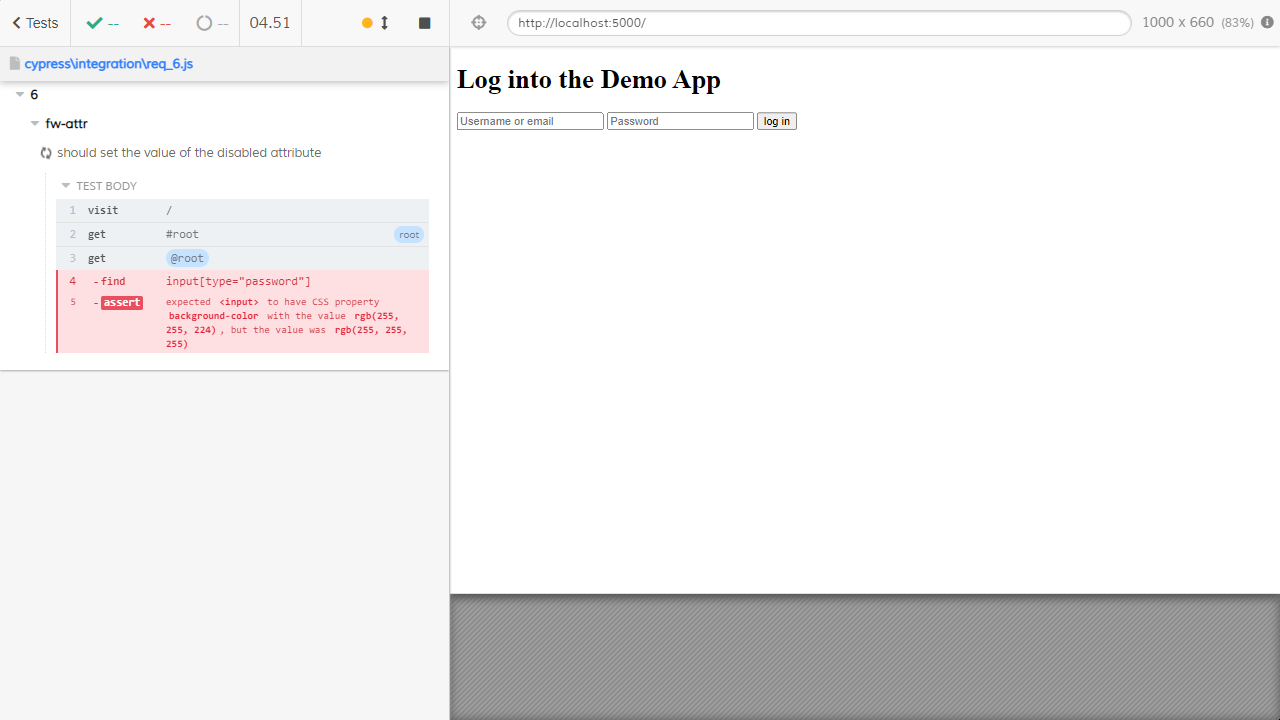 Tests
--
--
--
04.51
http://localhost:5000/
1000 x 660 (83%)
cypress\integration\req_6.js
6
fw-attr
should set the value of the disabled attribute
TEST BODY
1 visit /
2 get #root root
3 get @root
4 -find input[type="password"]
5 -assert expected <input> to have CSS property
background-color with the value rgb(255,
255, 224), but the value was rgb(255, 255,
255)
Log into the Demo App
Username or email Password log in